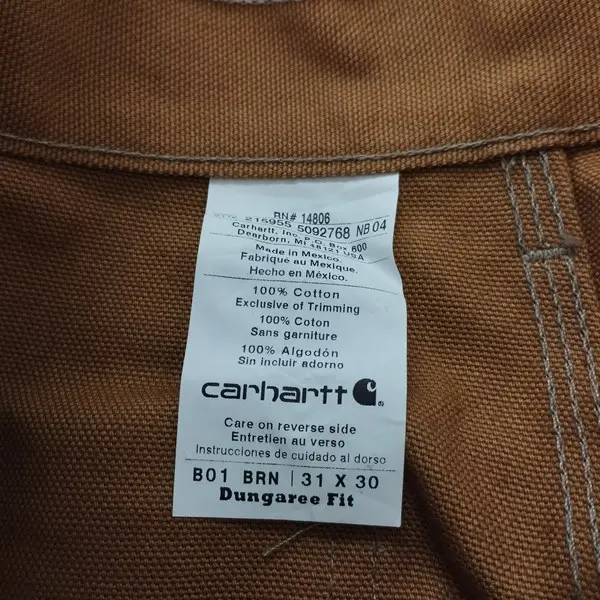 RN# 14806
215955 5092768 NB 04
Carhartt, Inc. P.O. Box 600
Dearborn, MI 48121 USA
Made in Mexico.
Fabriqué au Mexique.
Hecho en México.
100% Cotton
Exclusive of Trimming
100% Coton
Sans garniture
100% Algodón
Sin incluir adorno
carhartt
Care on reverse side
Entretien au verso
Instrucciones de cuidado al dorso
B01 BRN | 31 X 30
Dungaree Fit